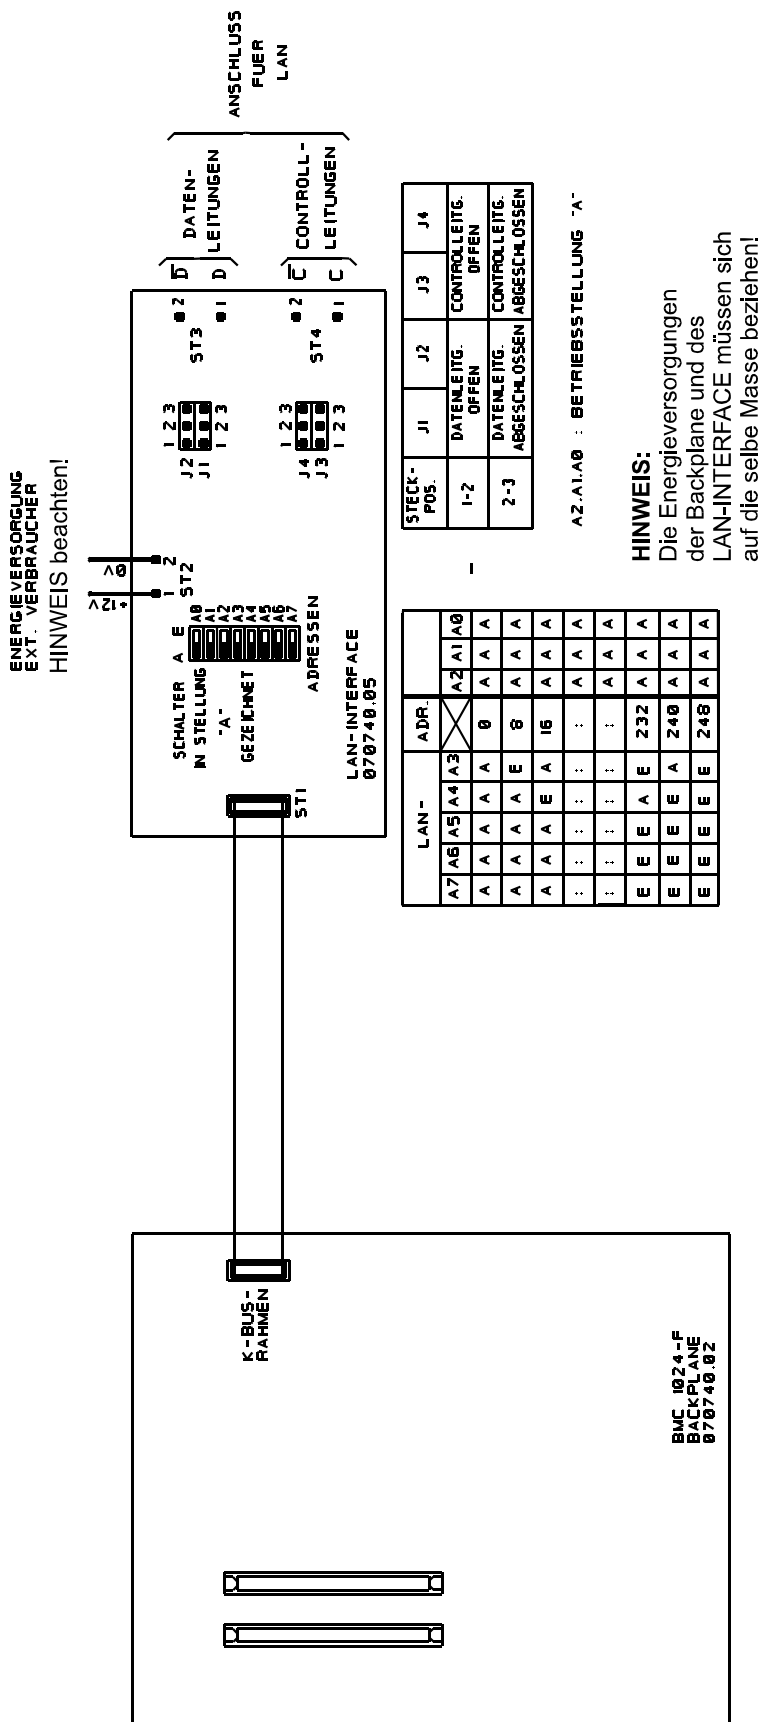 ENERGIEVERSORGUNG
EXT. VERBRAUCHER
HINWEIS beachten!
+12V
0V
1 2
ST2
SCHALTER A E
IN STELLUNG
"A"
GEZEICHNET
A0
A1
A2
A3
A4
A5
A6
A7
ADRESSEN
LAN-INTERFACE
070740.05
ST1
1 2 3
J2
J1
1 2 3
1 2 3
J4
J3
1 2 3
2
ST3
1
2
ST4
1
D̅
D
C̅
C
DATEN-
LEITUNGEN
CONTROLL-
LEITUNGEN
ANSCHLUSS
FUER
LAN
K-BUS-
RAHMEN
BMC 1024-F
BACKPLANE
070740.02
LAN- ADR.
A7 A6 A5 A4 A3 A2 A1 A0
A A A A A 0 A A A
A A A A E 8 A A A
A A A E A 16 A A A
: : : : : : A A A
: : : : : : A A A
E E E A E 232 A A A
E E E E A 240 A A A
E E E E E 248 A A A
STECK-
POS. J1 J2 J3 J4
1-2 DATENLEITG.
OFFEN CONTROLLEITG.
OFFEN
2-3 DATENLEITG.
ABGESCHLOSSEN CONTROLLEITG.
ABGESCHLOSSEN
A2.A1.A0 : BETRIEBSSTELLUNG "A"
HINWEIS:
Die Energieversorgungen
der Backplane und des
LAN-INTERFACE müssen sich
auf die selbe Masse beziehen!